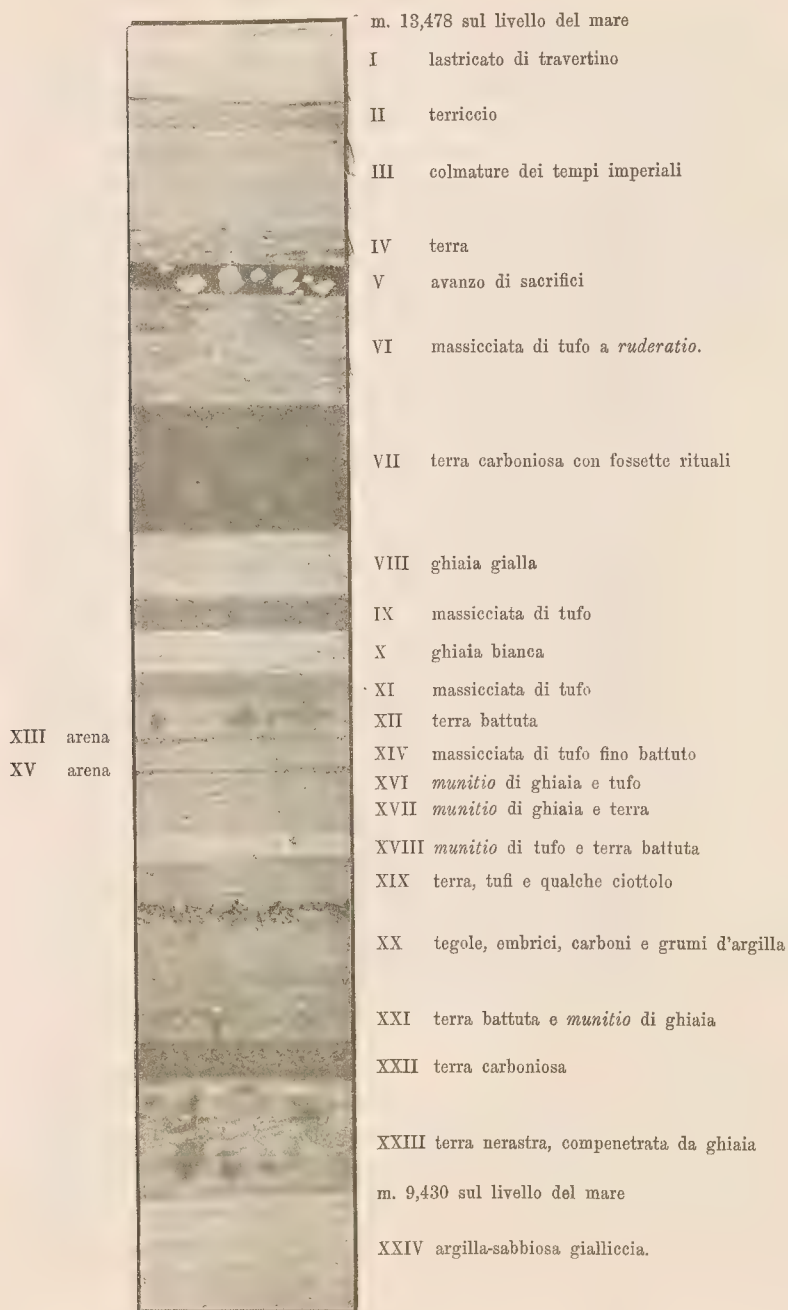 m. 13,478 sul livello del mare
I lastricato di travertino
II terriccio
III colmature dei tempi imperiali
IV terra
V avanzo di sacrifici
VI massicciata di tufo a ruderatio.
VII terra carboniosa con fossette rituali
VIII ghiaia gialla
IX massicciata di tufo
X ghiaia bianca
XI massicciata di tufo
XII terra battuta
XIII arena
XIV massicciata di tufo fino battuto
XV arena
XVI munitio di ghiaia e tufo
XVII munitio di ghiaia e terra
XVIII munitio di tufo e terra battuta
XIX terra, tufi e qualche ciottolo
XX tegole, embrici, carboni e grumi d'argilla
XXI terra battuta e munitio di ghiaia
XXII terra carboniosa
XXIII terra nerastra, compenetrata da ghiaia
m. 9,430 sul livello del mare
XXIV argilla-sabbiosa gialliccia.